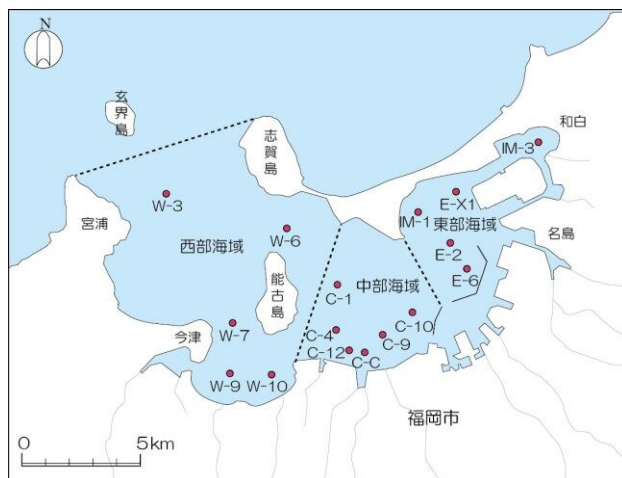 N
玄界島
志賀島
和白
IM-3
W-3
E-X1
IM-1
宮浦
東部海域
名島
W-6
西部海域
E-2
E-6
能古島
中部海域
C-1
C-10
今津
W-7
C-4
C-9
C-12
C-C
W-9
W-10
福岡市
0
5km